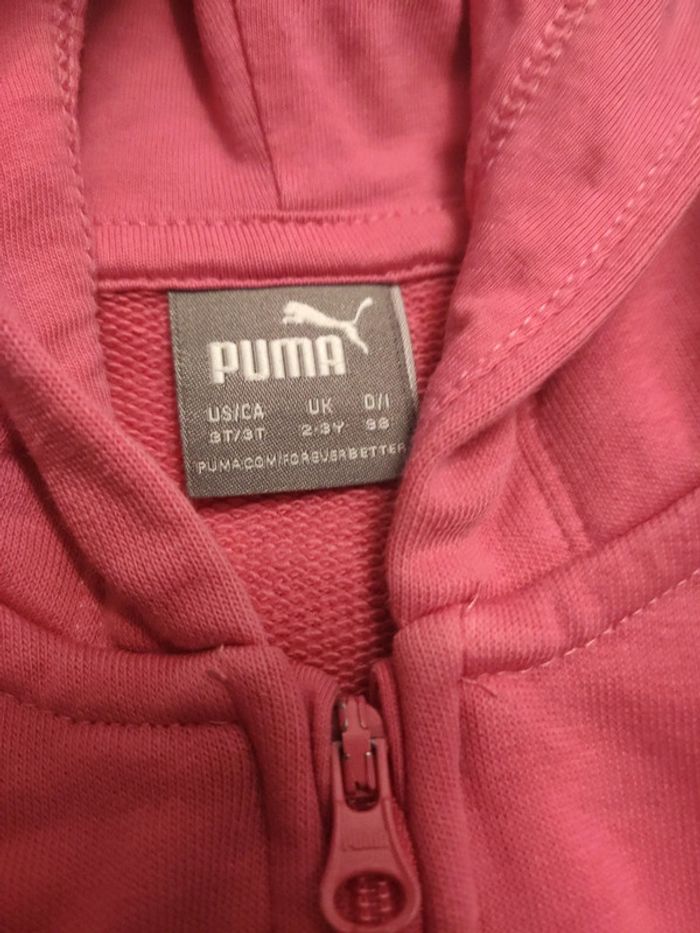 PUMA
US/CA UK D/I
3T/3T 2-3Y 98
PUMA.COM/FOREVERBETTER